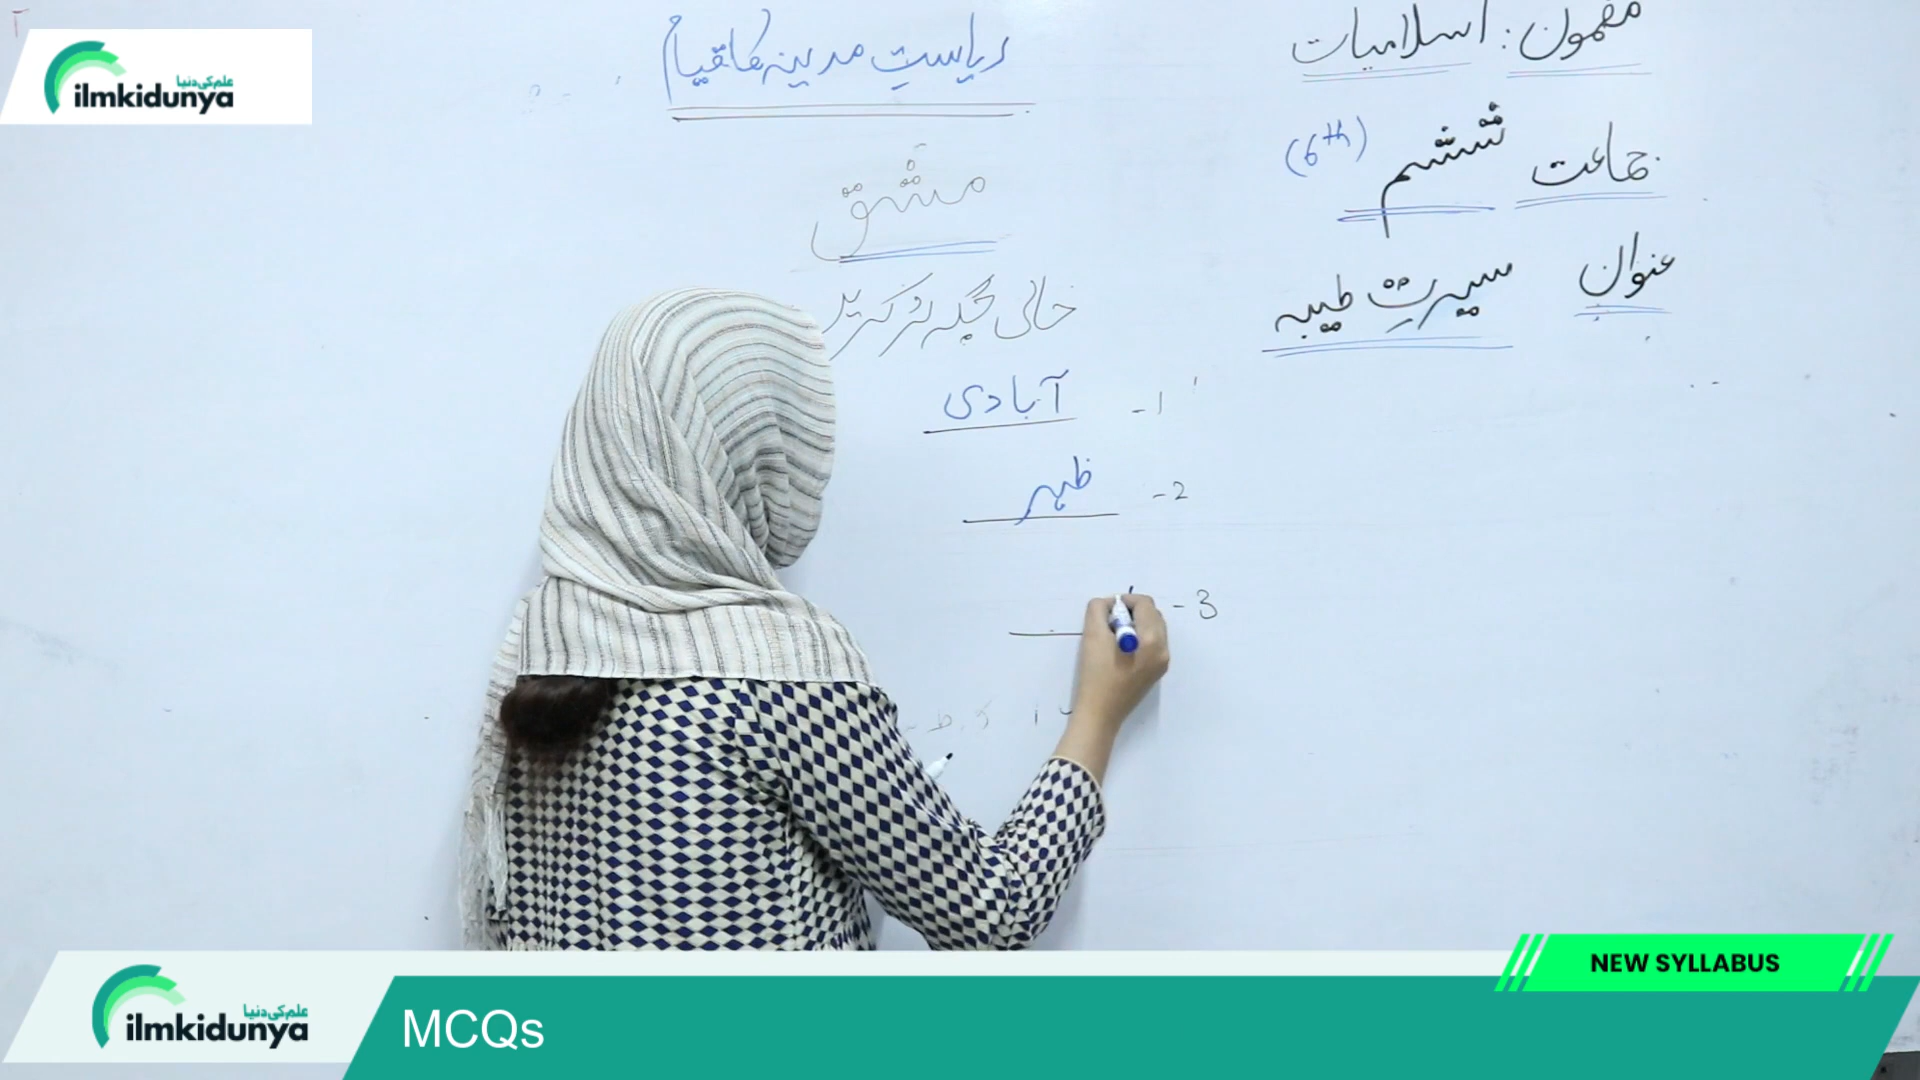 مضمون: اسلامیات
جماعت ششم (6th)
عنوان سیرتِ طیبہ
ریاستِ مدینہ کا قیام
مشق
خالی جگہ پُر کریں
1- آبادی
2- ظہر
3-
علم کی دنیا
ilmkidunya
علم کی دنیا
ilmkidunya
NEW SYLLABUS
MCQs